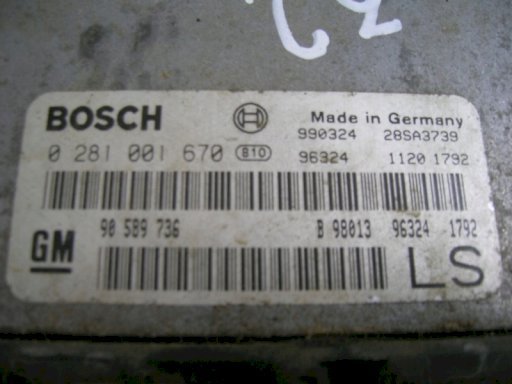 BOSCH
Made in Germany
990324 28SA3739
0 281 001 670 810 96324 1120 1792
90 589 736 B 98013 96324 1792
GM
LS